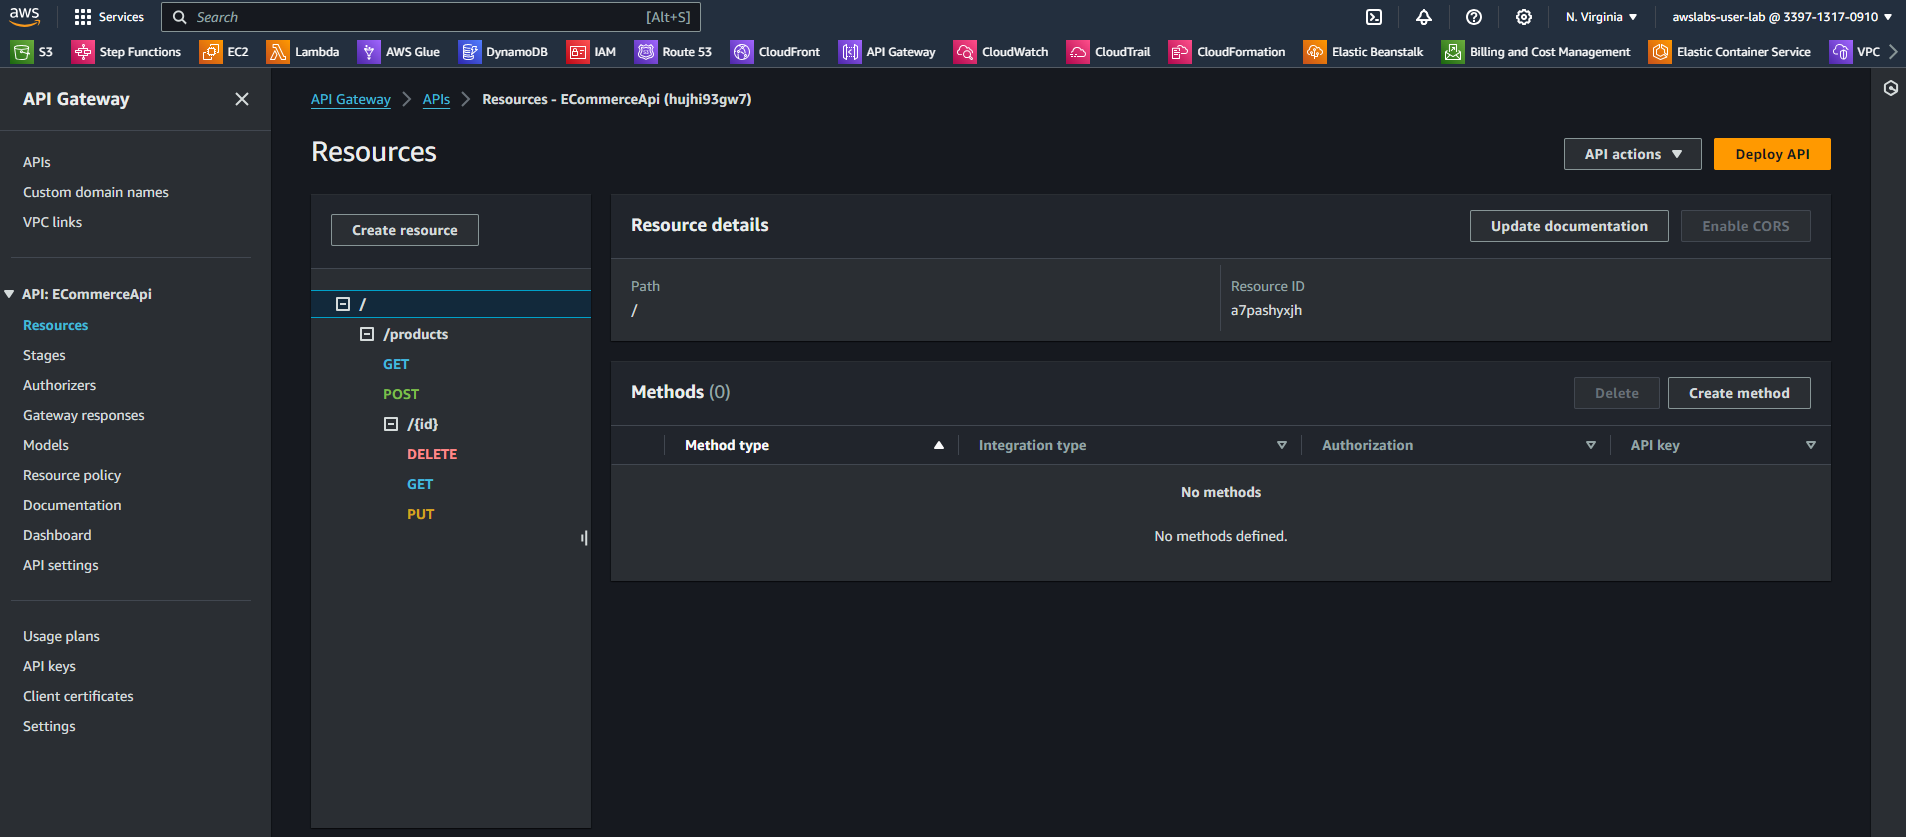 aws Services Search [Alt+S] N. Virginia awslabs-user-lab @ 3397-1317-0910
S3 Step Functions EC2 Lambda AWS Glue DynamoDB IAM Route 53 CloudFront API Gateway CloudWatch CloudTrail CloudFormation Elastic Beanstalk Billing and Cost Management Elastic Container Service VPC
API Gateway
APIs
Custom domain names
VPC links
API: ECommerceApi
Resources
Stages
Authorizers
Gateway responses
Models
Resource policy
Documentation
Dashboard
API settings
Usage plans
API keys
Client certificates
Settings
API Gateway APIs Resources - ECommerceApi (hujhi93gw7)
Resources
API actions Deploy API
Create resource
/
/products
GET
POST
/{id}
DELETE
GET
PUT
Resource details
Update documentation Enable CORS
Path
/
Resource ID
a7pashyxjh
Methods (0)
Delete Create method
Method type Integration type Authorization API key
No methods
No methods defined.